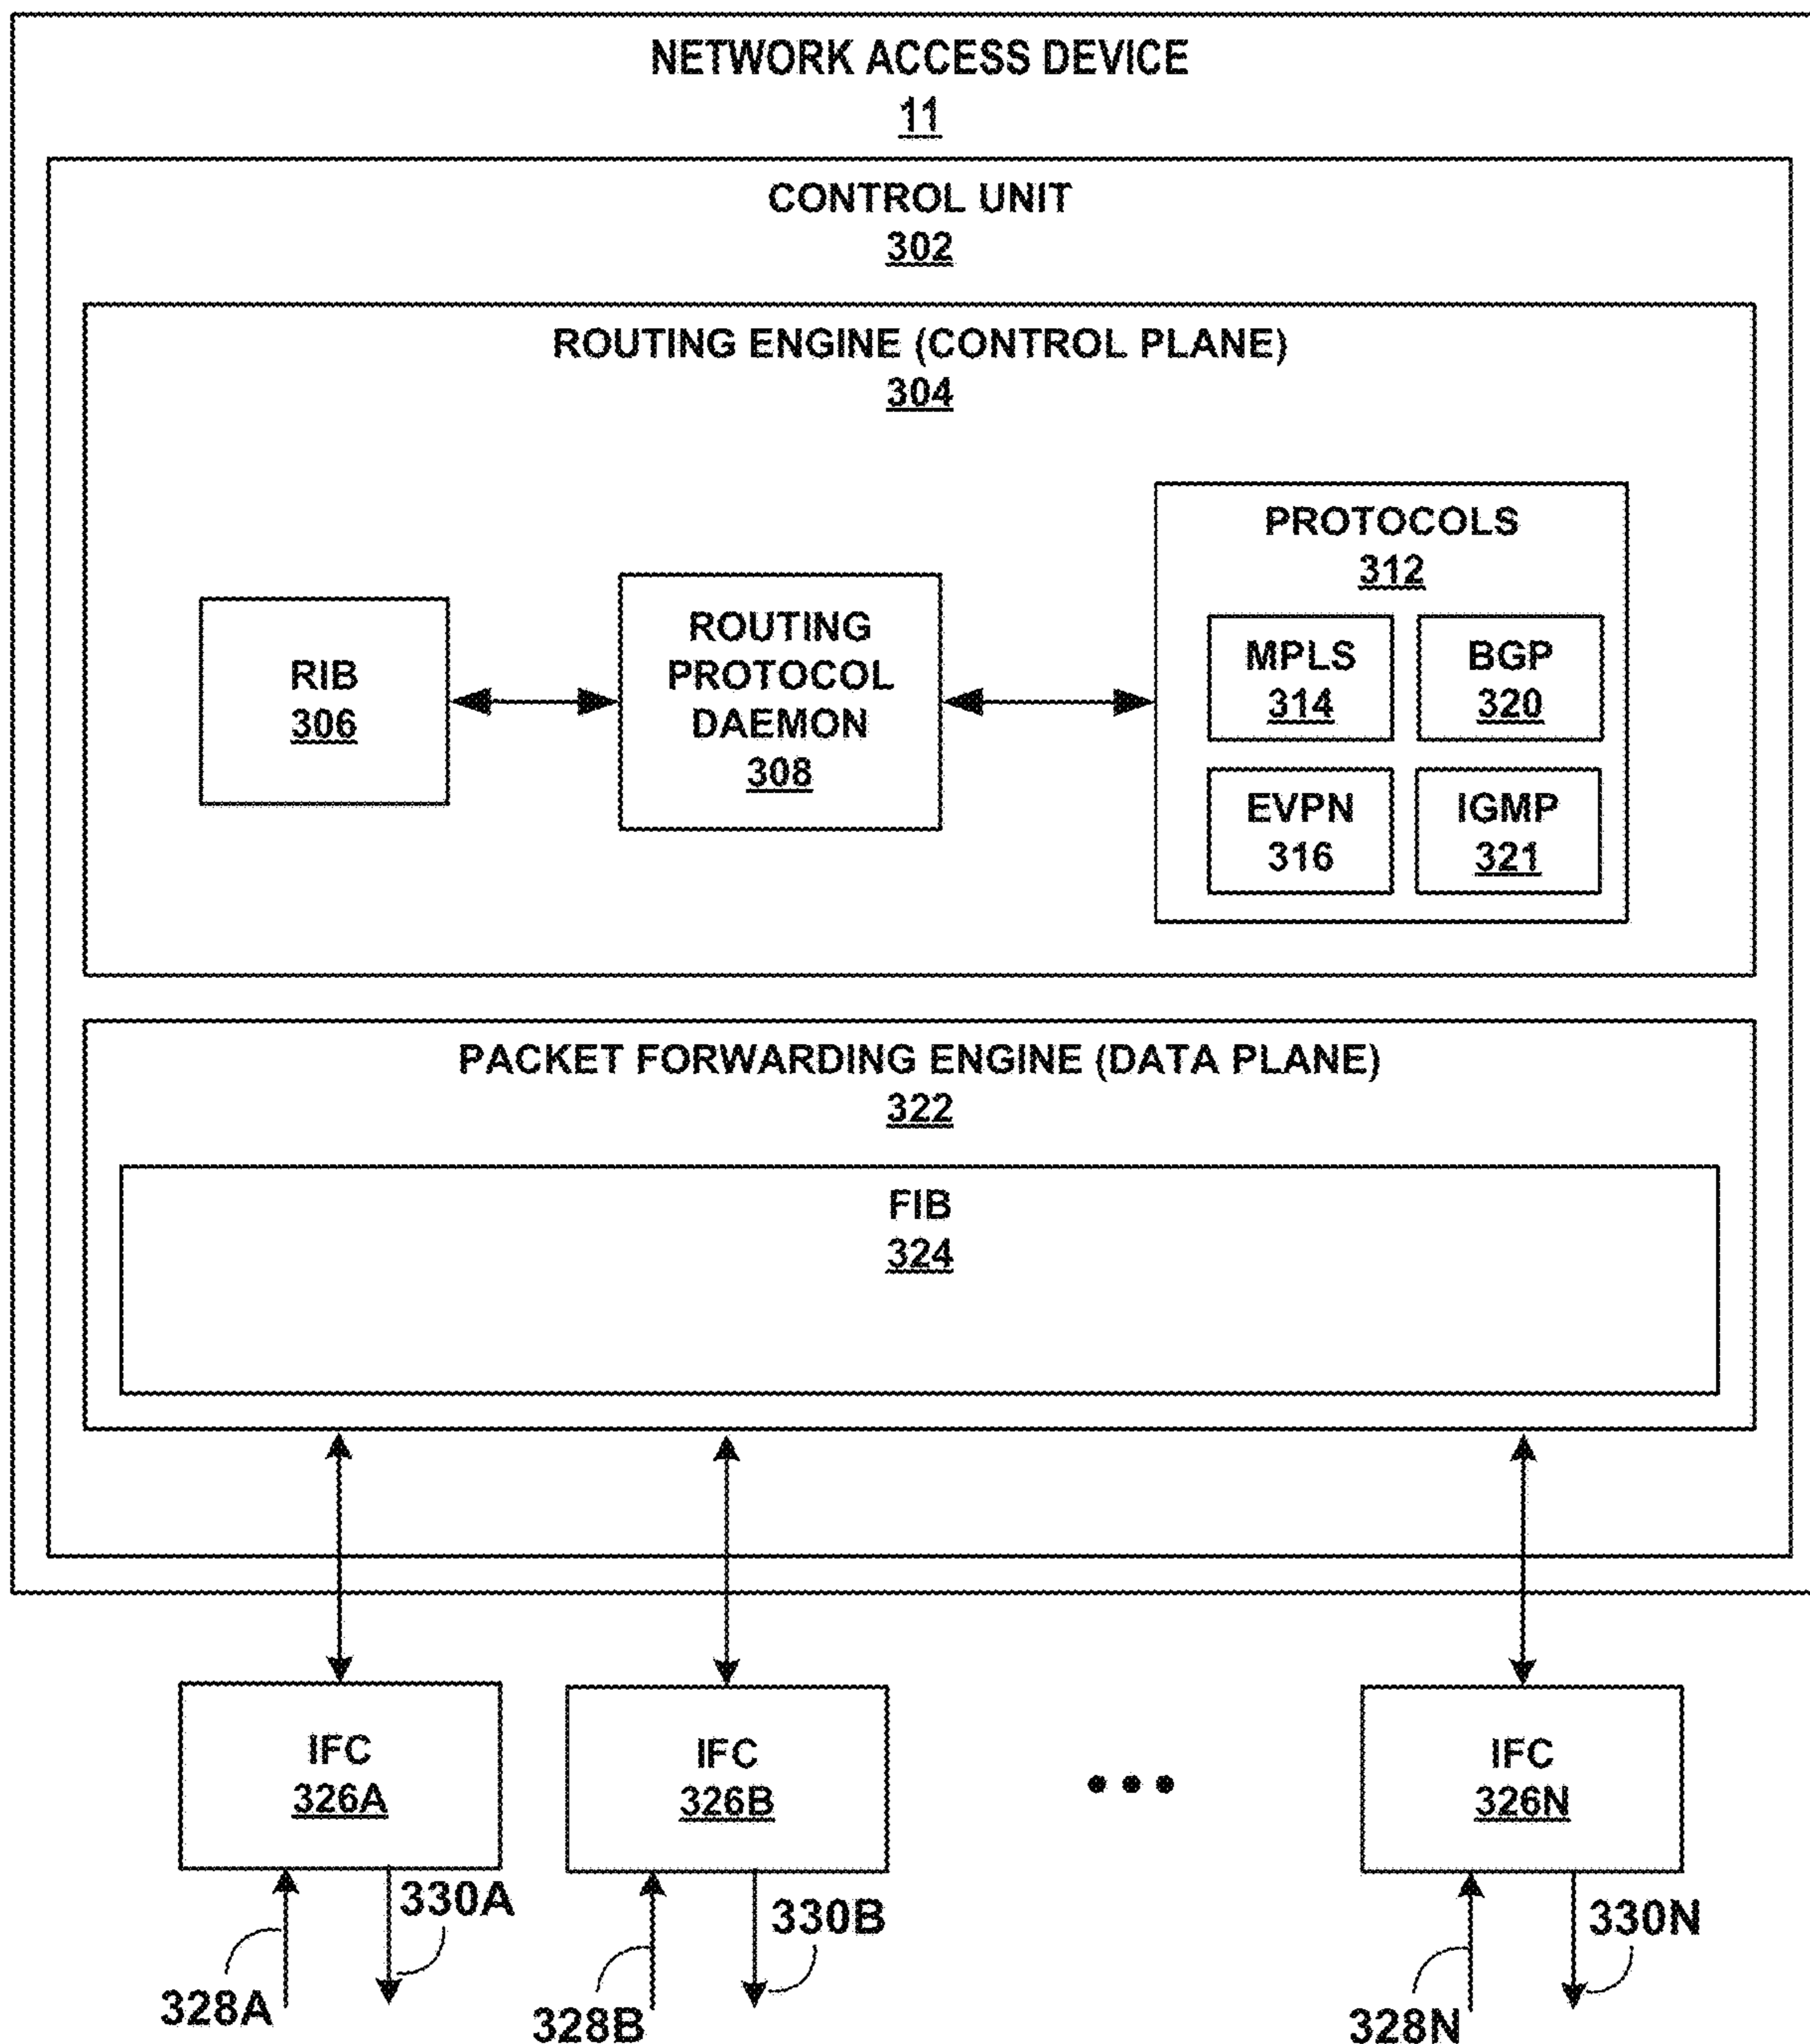 NETWORK ACCESS DEVICE
11
CONTROL UNIT
302
ROUTING ENGINE (CONTROL PLANE)
304
RIB
306
ROUTING
PROTOCOL
DAEMON
308
PROTOCOLS
312
MPLS
314
BGP
320
EVPN
316
IGMP
321
PACKET FORWARDING ENGINE (DATA PLANE)
322
FIB
324
IFC
326A
IFC
326B
IFC
326N
330A
330B
330N
328A
328B
328N